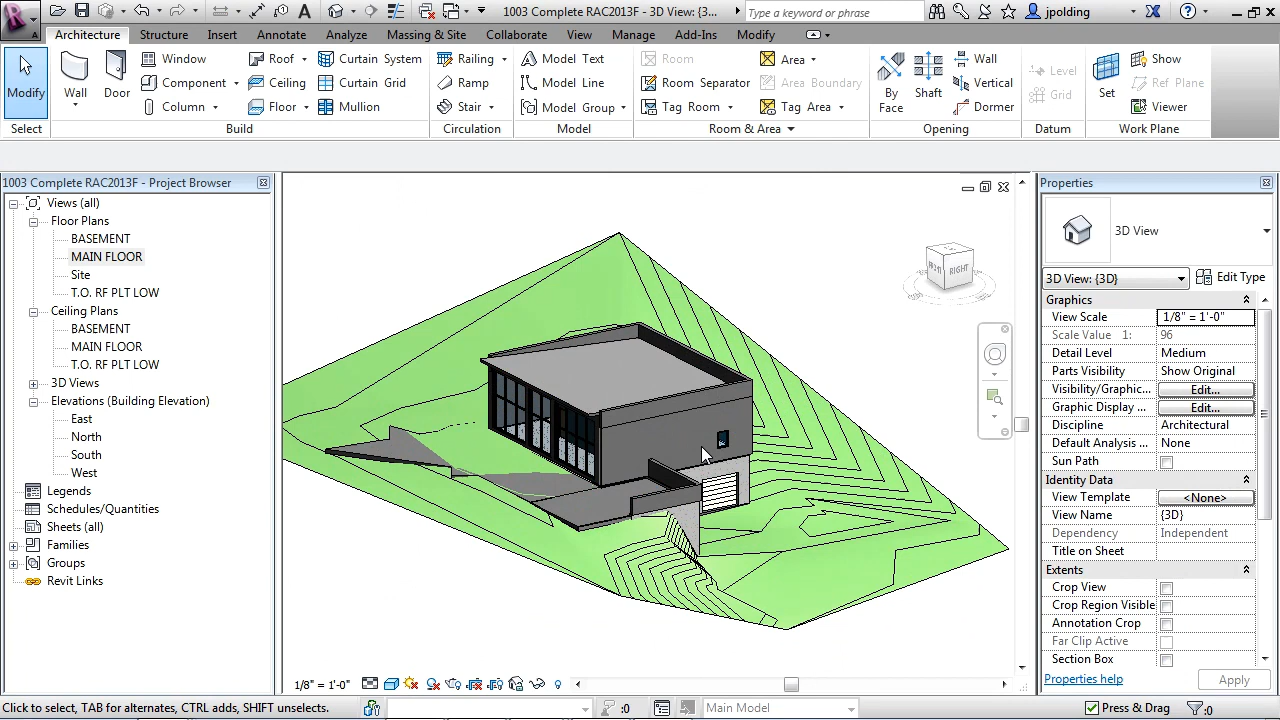 1003 Complete RAC2013F - 3D View: {3...
Type a keyword or phrase
jpolding
Architecture Structure Insert Annotate Analyze Massing & Site Collaborate View Manage Add-Ins Modify
Modify
Wall
Door
Window
Component
Column
Roof
Ceiling
Floor
Curtain System
Curtain Grid
Mullion
Railing
Ramp
Stair
Model Text
Model Line
Model Group
Room
Room Separator
Tag Room
Area
Area Boundary
Tag Area
By
Face
Shaft
Wall
Vertical
Dormer
Level
Grid
Set
Show
Ref Plane
Viewer
Select Build Circulation Model Room & Area Opening Datum Work Plane
1003 Complete RAC2013F - Project Browser
Views (all)
Floor Plans
BASEMENT
MAIN FLOOR
Site
T.O. RF PLT LOW
Ceiling Plans
BASEMENT
MAIN FLOOR
T.O. RF PLT LOW
3D Views
Elevations (Building Elevation)
East
North
South
West
Legends
Schedules/Quantities
Sheets (all)
Families
Groups
Revit Links
RIGHT
1/8" = 1'-0"
Properties
3D View
3D View: {3D} Edit Type
Graphics
View Scale 1/8" = 1'-0"
Scale Value 1: 96
Detail Level Medium
Parts Visibility Show Original
Visibility/Graphic... Edit...
Graphic Display ... Edit...
Discipline Architectural
Default Analysis ... None
Sun Path
Identity Data
View Template <None>
View Name {3D}
Dependency Independent
Title on Sheet
Extents
Crop View
Crop Region Visible
Annotation Crop
Far Clip Active
Section Box
Properties help Apply
Click to select, TAB for alternates, CTRL adds, SHIFT unselects. :0 Main Model Press & Drag :0